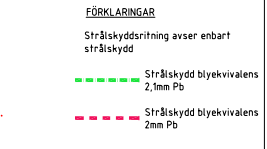 FÖRKLARINGAR
Strålskyddsritning avser enbart
strålskydd
Strålskydd blyekvivalens
2,1mm Pb
Strålskydd blyekvivalens
2mm Pb